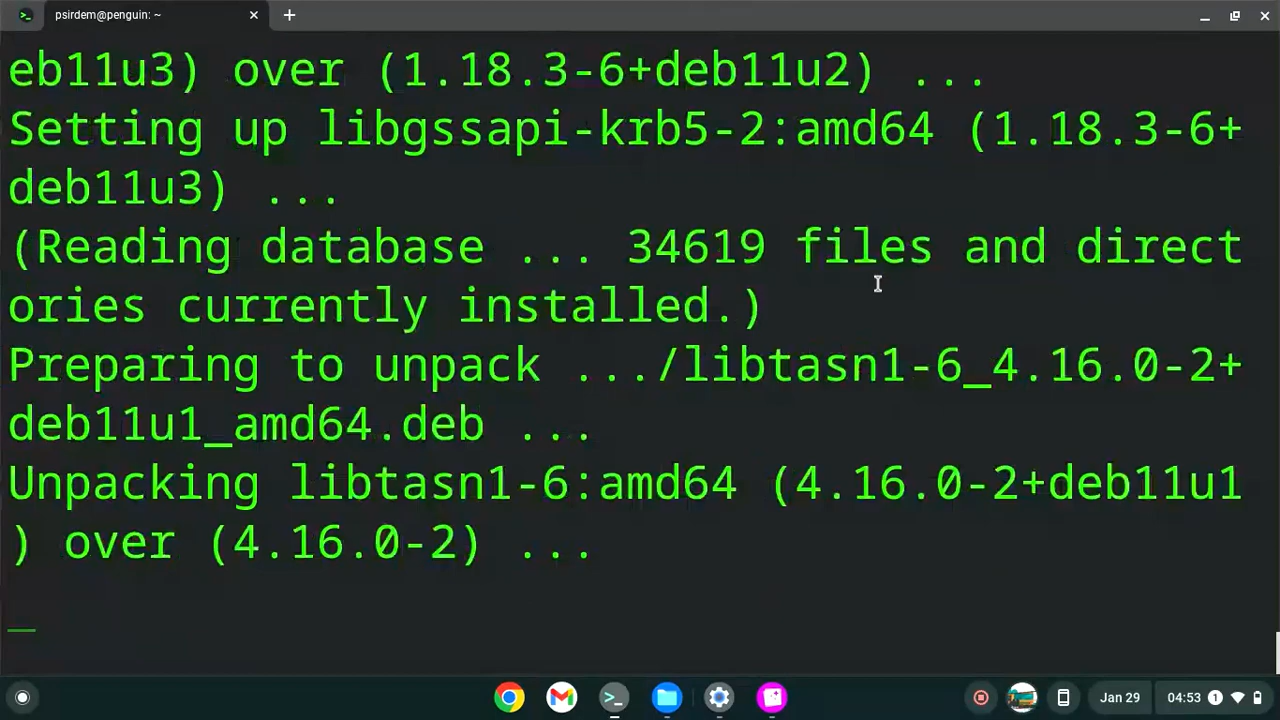 psirdem@penguin: ~
eb11u3) over (1.18.3-6+deb11u2) ...
Setting up libgssapi-krb5-2:amd64 (1.18.3-6+
deb11u3) ...
(Reading database ... 34619 files and direct
ories currently installed.)
Preparing to unpack .../libtasn1-6_4.16.0-2+
deb11u1_amd64.deb ...
Unpacking libtasn1-6:amd64 (4.16.0-2+deb11u1
) over (4.16.0-2) ...
Jan 29 04:53 1